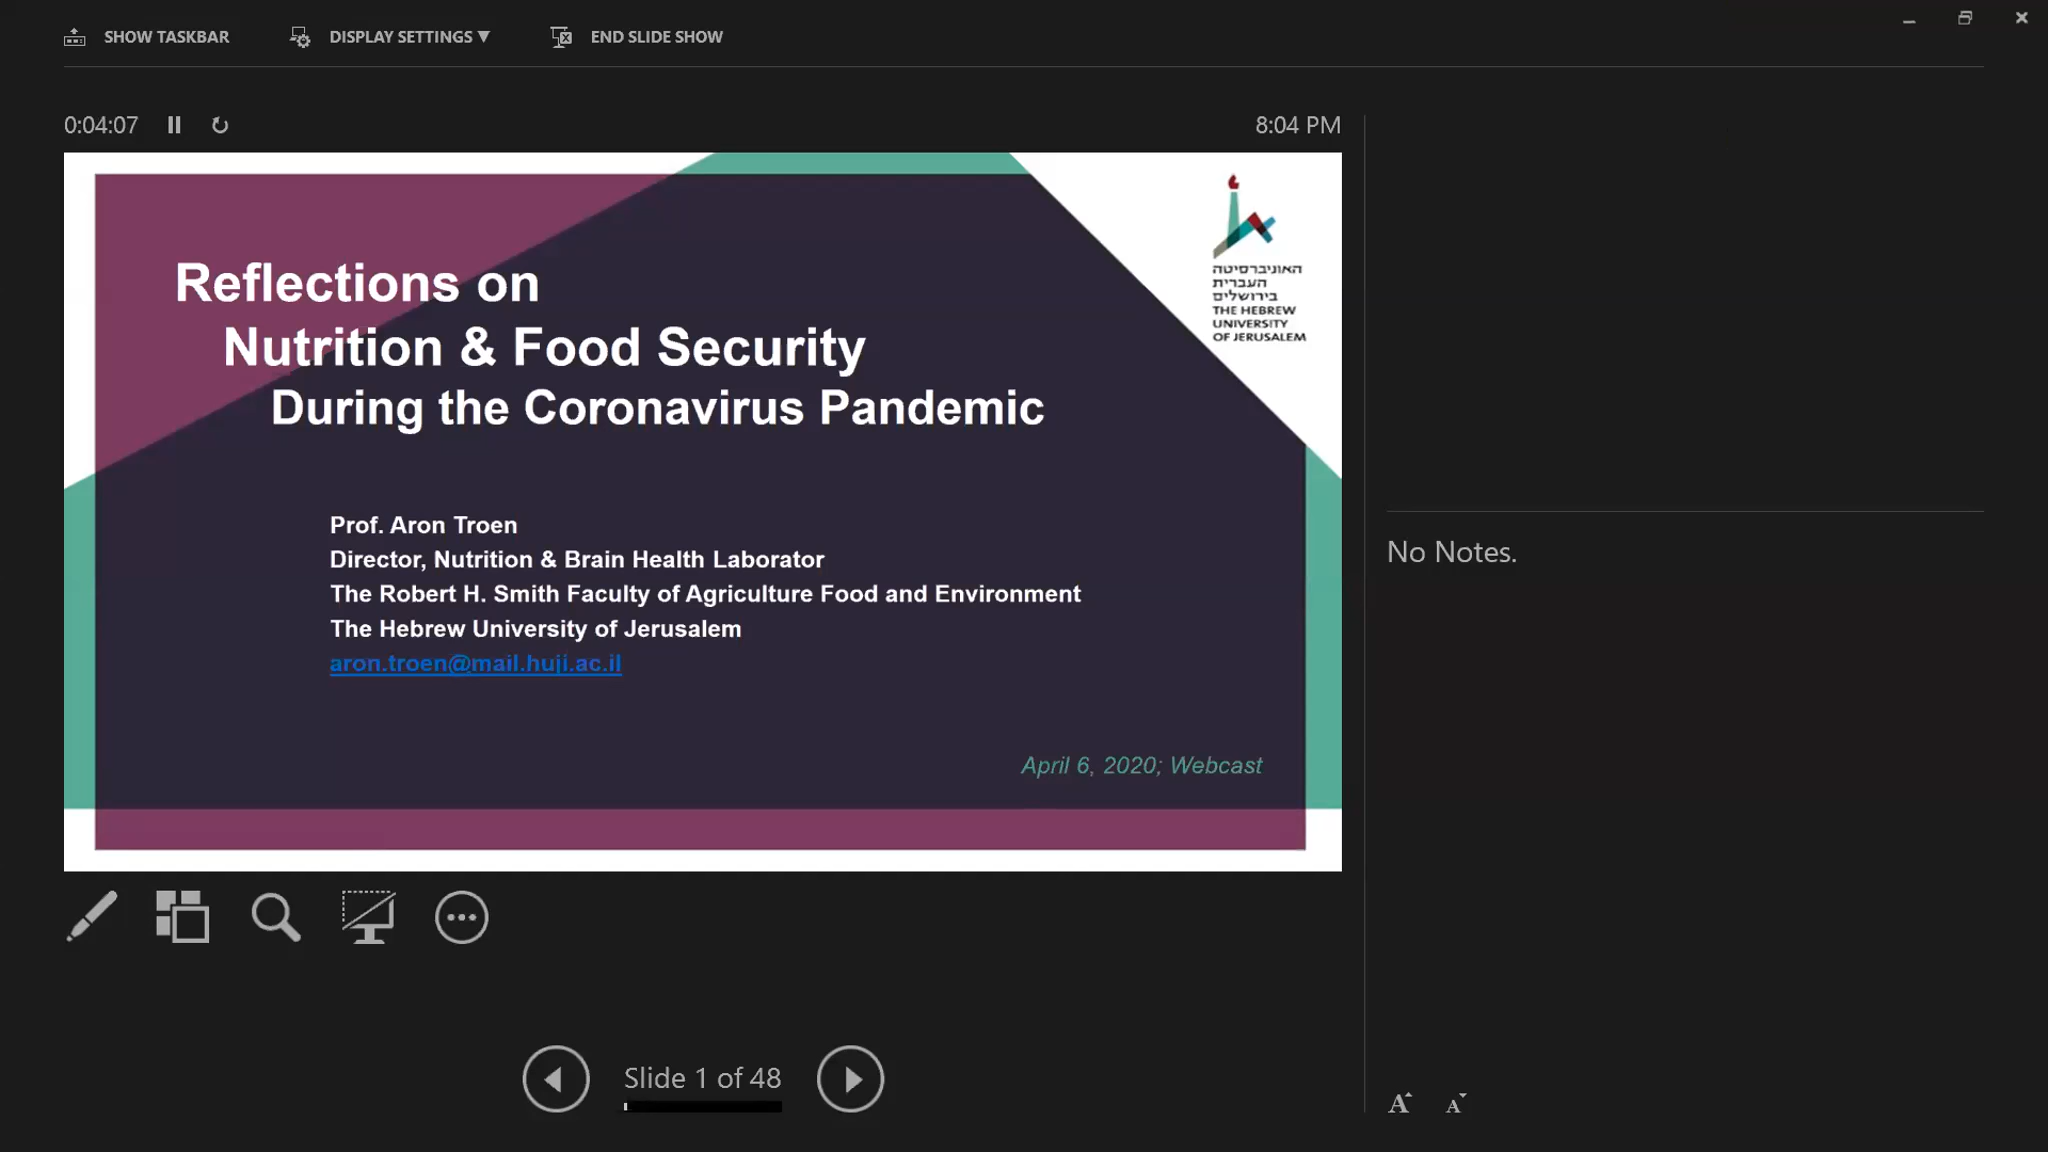 SHOW TASKBAR
DISPLAY SETTINGS ▼
END SLIDE SHOW
0:04:07
8:04 PM
האוניברסיטה
העברית
בירושלים
THE HEBREW
UNIVERSITY
OF JERUSALEM
Reflections on
Nutrition & Food Security
During the Coronavirus Pandemic
Prof. Aron Troen
Director, Nutrition & Brain Health Laborator
The Robert H. Smith Faculty of Agriculture Food and Environment
The Hebrew University of Jerusalem
aron.troen@mail.huji.ac.il
April 6, 2020; Webcast
No Notes.
Slide 1 of 48
A A